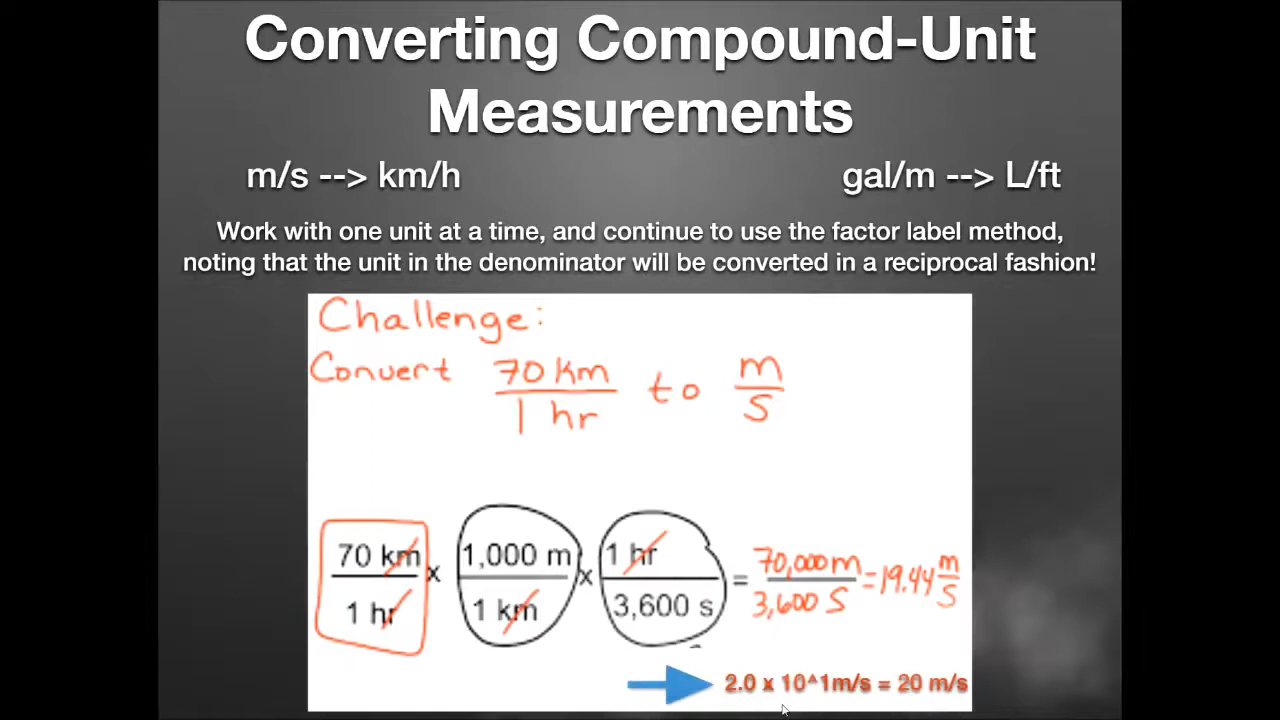 Converting Compound-Unit
Measurements
m/s --> km/h
gal/m --> L/ft
Work with one unit at a time, and continue to use the factor label method,
noting that the unit in the denominator will be converted in a reciprocal fashion!
Challenge:
Convert 70 km / 1 hr to m / s
70 km / 1 hr x 1,000 m / 1 km x 1 hr / 3,600 s = 70,000 m / 3,600 s = 19.44 m / s
2.0 x 10^1m/s = 20 m/s